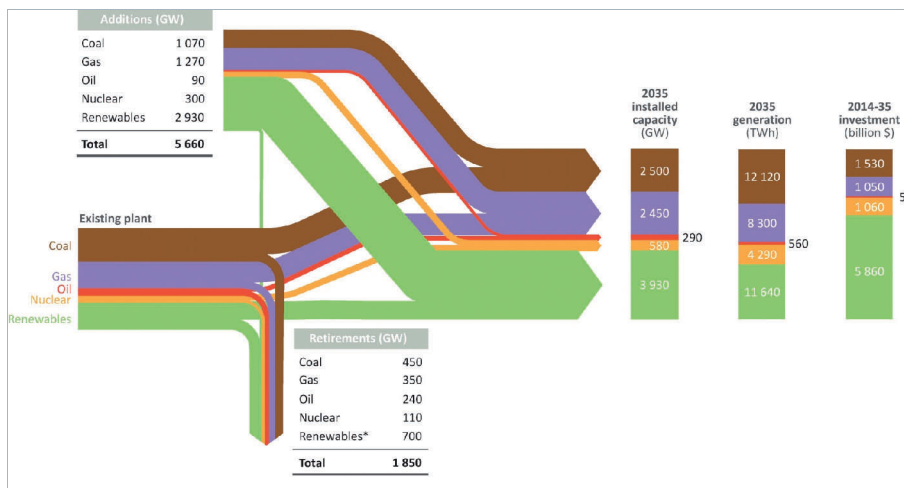 Additions (GW)
Coal 1 070
Gas 1 270
Oil 90
Nuclear 300
Renewables 2 930
Total 5 660
Existing plant
Coal
Gas
Oil
Nuclear
Renewables
Retirements (GW)
Coal 450
Gas 350
Oil 240
Nuclear 110
Renewables* 700
Total 1 850
2035
installed
capacity
(GW)
2 500
2 450
290
580
3 930
2035
generation
(TWh)
12 120
8 300
560
4 290
11 640
2014-35
investment
(billion $)
1 530
1 050
5
1 060
5 860